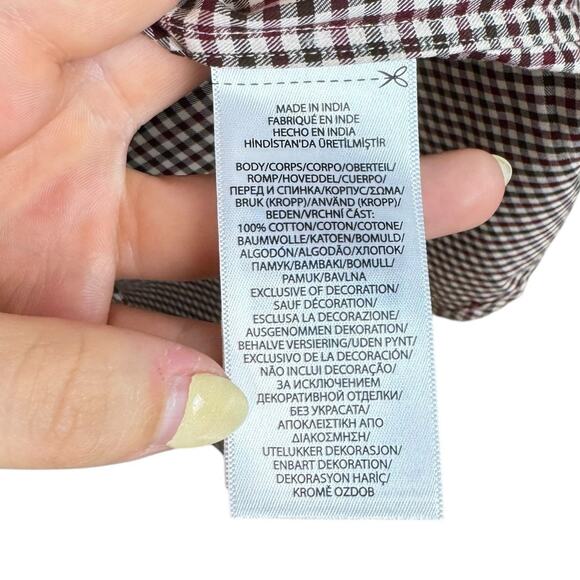 MADE IN INDIA
FABRIQUÉ EN INDE
HECHO EN INDIA
HİNDİSTAN'DA ÜRETİLMİŞTİR
BODY/CORPS/CORPO/OBERTEIL/
ROMP/HOVEDDEL/CUERPO/
ПЕРЕД И СПИНКА/КОРПУС/ΣΩΜΑ/
BRUK (KROPP)/ANVÄND (KROPP)/
BEDEN/VRCHNÍ ČÁST:
100% COTTON/COTON/COTONE/
BAUMWOLLE/KATOEN/BOMULD/
ALGODÓN/ALGODÃO/ХЛОПОК/
ПАМУК/ΒΑΜΒΑΚΙ/BOMULL/
PAMUK/BAVLNA
EXCLUSIVE OF DECORATION/
SAUF DÉCORATION/
ESCLUSA LA DECORAZIONE/
AUSGENOMMEN DEKORATION/
BEHALVE VERSIERING/UDEN PYNT/
EXCLUSIVO DE LA DECORACIÓN/
NÃO INCLUI DECORAÇÃO/
ЗА ИСКЛЮЧЕНИЕМ
ДЕКОРАТИВНОЙ ОТДЕЛКИ/
БЕЗ УКРАСАТА/
ΑΠΟΚΛΕΙΣΤΙΚΗ ΑΠΟ
ΔΙΑΚΟΣΜΗΣΗ/
UTELUKKER DEKORASJON/
ENBART DEKORATION/
DEKORASYON HARİÇ/
KROMĚ OZDOB